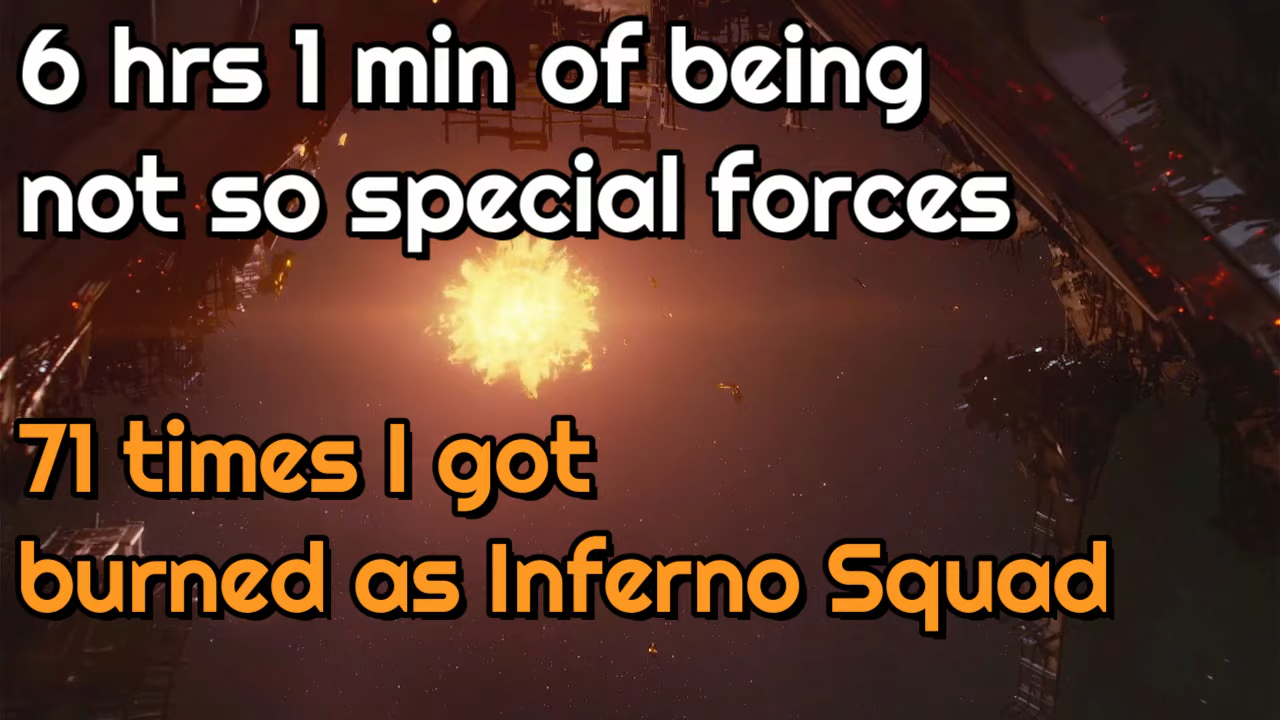 6 hrs 1 min of being
not so special forces
71 times I got
burned as Inferno Squad